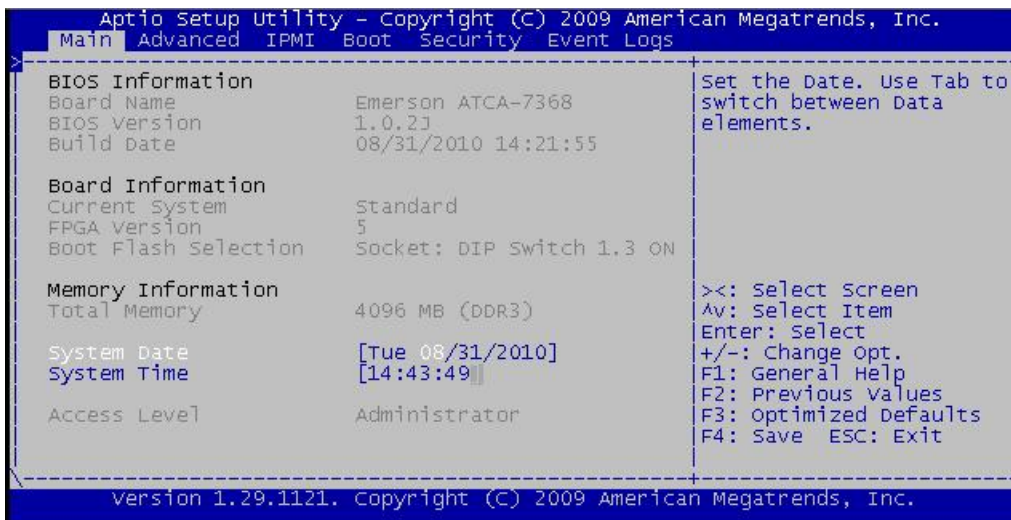 Aptio Setup Utility – Copyright (C) 2009 American Megatrends, Inc.
Main Advanced IPMI Boot Security Event Logs
BIOS Information
Board Name Emerson ATCA-7368
BIOS Version 1.0.2J
Build Date 08/31/2010 14:21:55
Board Information
Current System Standard
FPGA Version 5
Boot Flash Selection Socket: DIP Switch 1.3 ON
Memory Information
Total Memory 4096 MB (DDR3)
System Date [Tue 08/31/2010]
System Time [14:43:49]
Access Level Administrator
Set the Date. Use Tab to
switch between Data
elements.
><: Select Screen
^v: Select Item
Enter: Select
+/-: Change Opt.
F1: General Help
F2: Previous Values
F3: Optimized Defaults
F4: Save ESC: Exit
Version 1.29.1121. Copyright (C) 2009 American Megatrends, Inc.